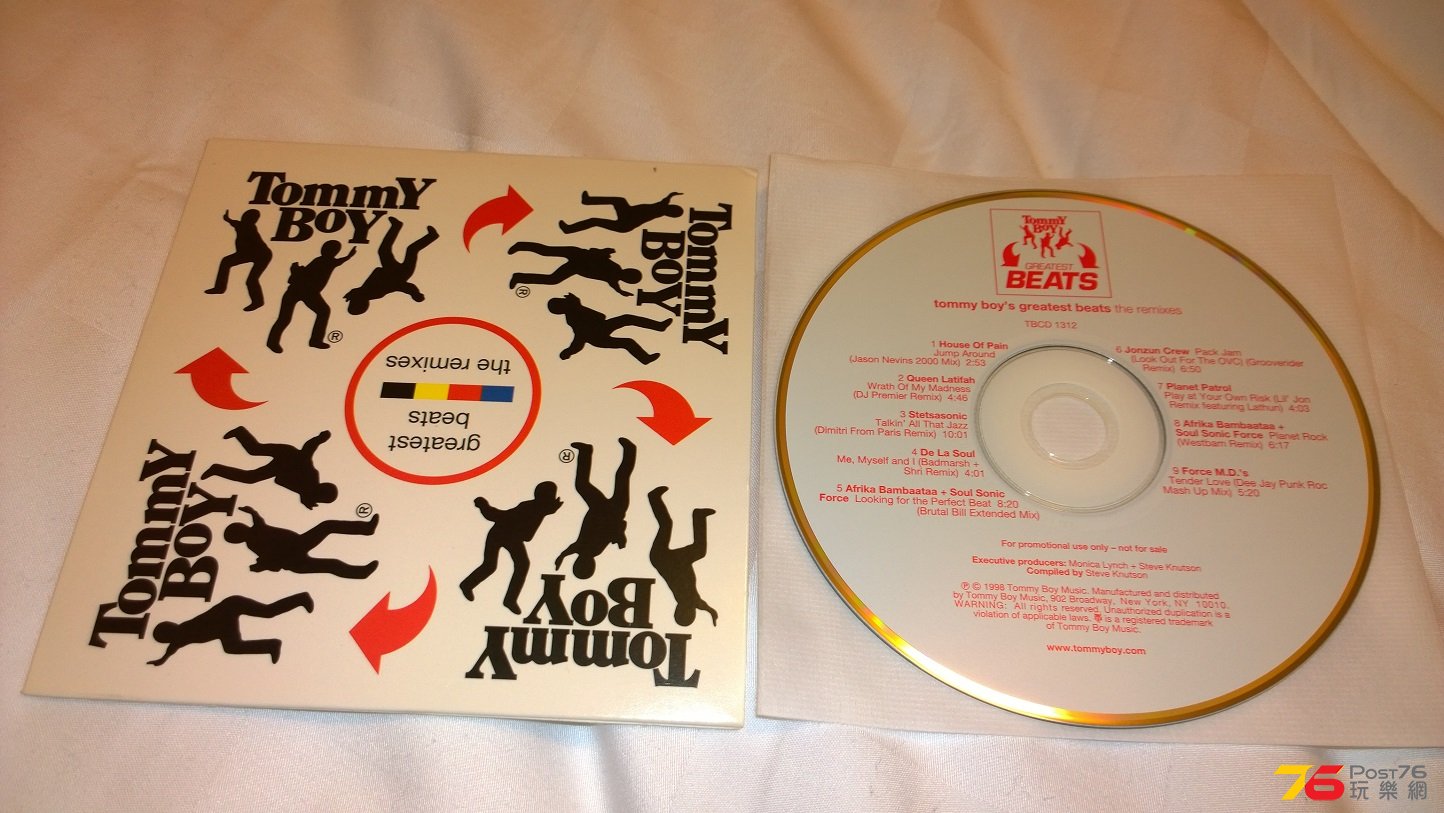 Tommy
Boy
®
Tommy
Boy
®
Tommy
Boy
®
Tommy
Boy
®
greatest
beats
the remixes
Tommy
Boy
GREATEST
BEATS
tommy boy's greatest beats the remixes
TBCD 1312
1 House Of Pain
Jump Around
(Jason Nevins 2000 Mix) 2:53
2 Queen Latifah
Wrath Of My Madness
(DJ Premier Remix) 4:46
3 Stetsasonic
Talkin' All That Jazz
(Dimitri From Paris Remix) 10:01
4 De La Soul
Me, Myself and I (Badmarsh +
Shri Remix) 4:01
5 Afrika Bambaataa + Soul Sonic
Force Looking for the Perfect Beat 8:20
(Brutal Bill Extended Mix)
6 Jonzun Crew Pack Jam
(Look Out For The OVC) (Grooverider
Remix) 6:50
7 Planet Patrol
Play at Your Own Risk (Lil' Jon
Remix featuring Lathun) 4:03
8 Afrika Bambaataa +
Soul Sonic Force Planet Rock
(Westbam Remix) 6:17
9 Force M.D.'s
Tender Love (Dee Jay Punk Roc
Mash Up Mix) 5:20
For promotional use only – not for sale
Executive producers: Monica Lynch + Steve Knutson
Compiled by Steve Knutson
℗ © 1998 Tommy Boy Music. Manufactured and distributed
by Tommy Boy Music, 902 Broadway, New York, NY 10010.
WARNING: All rights reserved. Unauthorized duplication is a
violation of applicable laws. is a registered trademark
of Tommy Boy Music.
www.tommyboy.com
76 Post76
玩樂網